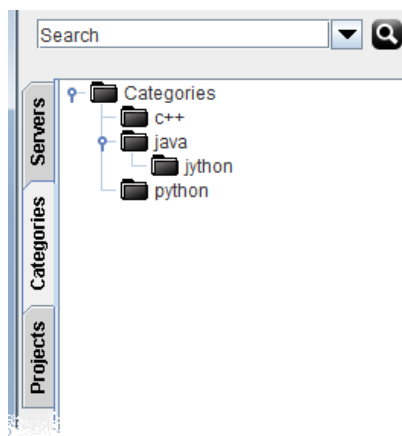 Search
Servers
Categories
Projects
Categories
c++
java
jython
python